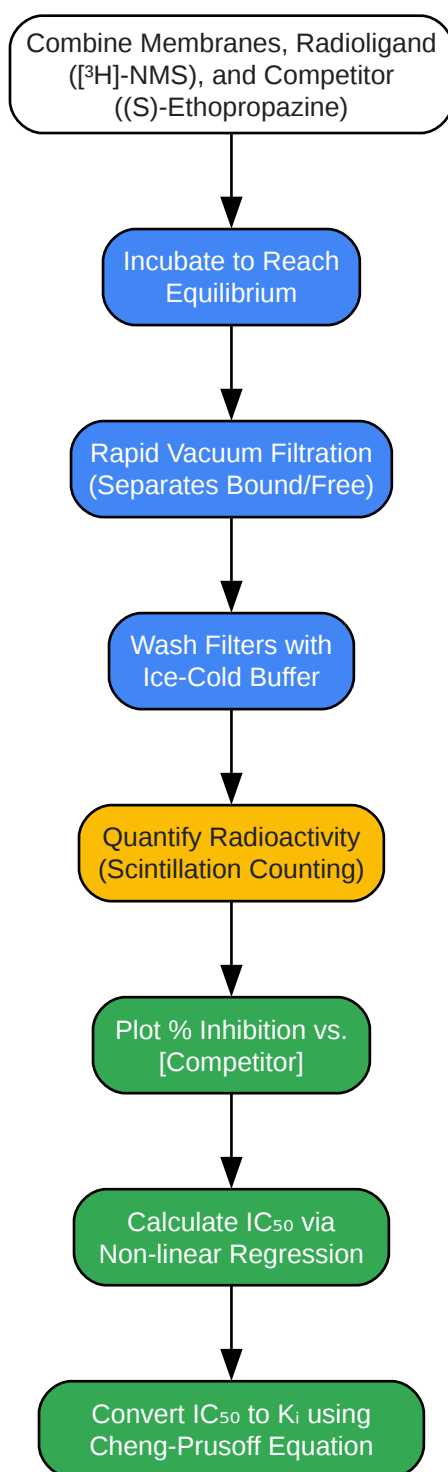 Combine Membranes, Radioligand
([³H]-NMS), and Competitor
((S)-Ethopropazine)
Incubate to Reach
Equilibrium
Rapid Vacuum Filtration
(Separates Bound/Free)
Wash Filters with
Ice-Cold Buffer
Quantify Radioactivity
(Scintillation Counting)
Plot % Inhibition vs.
[Competitor]
Calculate IC₅₀ via
Non-linear Regression
Convert IC₅₀ to Kᵢ using
Cheng-Prusoff Equation